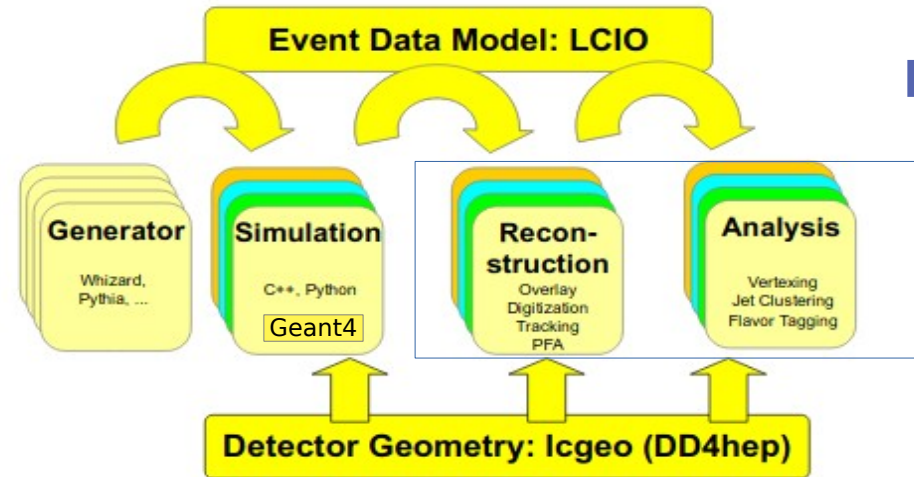 Event Data Model: LCIO
Generator
Whizard,
Pythia, ...
Simulation
C++, Python
Geant4
Recon-
struction
Overlay
Digitization
Tracking
PFA
Analysis
Vertexing
Jet Clustering
Flavor Tagging
Detector Geometry: lcgeo (DD4hep)